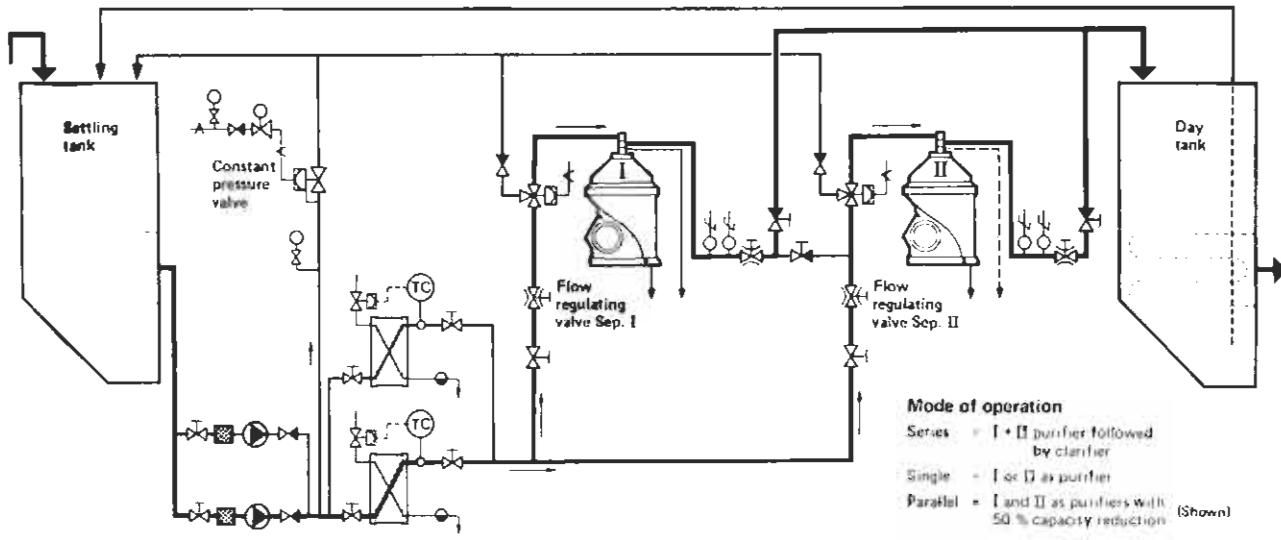 Settling
tank
Constant
pressure
valve
TC
TC
I
Flow
regulating
valve Sep. I
II
Flow
regulating
valve Sep. II
Day
tank
Mode of operation
Series = I + II purifier followed
by clarifier
Single - I or II as purifier
Parallel = I and II as purifiers with
50 % capacity reduction (Shown)